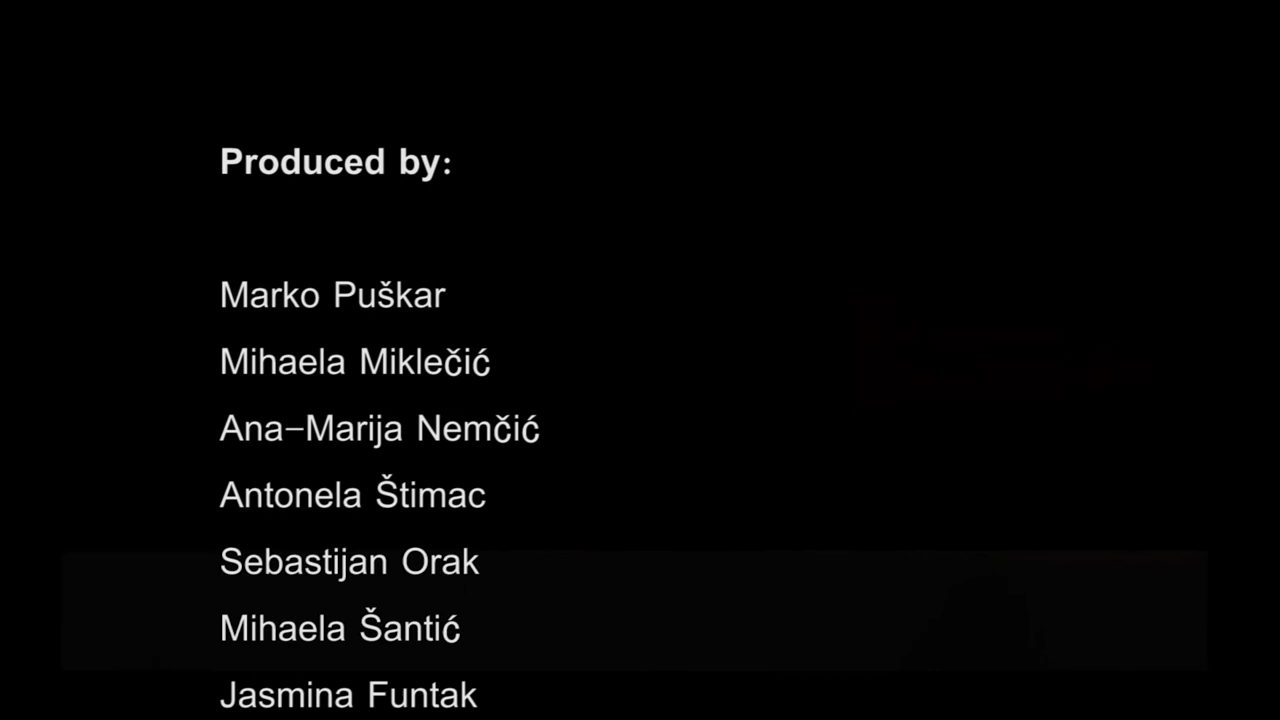 Produced by:
Marko Puškar
Mihaela Miklečić
Ana-Marija Nemčić
Antonela Štimac
Sebastijan Orak
Mihaela Šantić
Jasmina Funtak